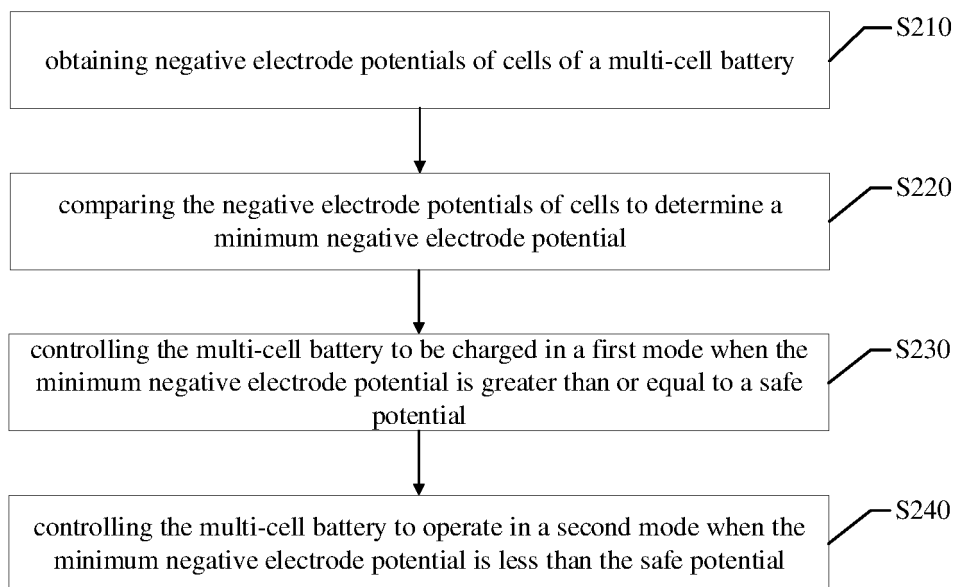 obtaining negative electrode potentials of cells of a multi-cell battery
S210
comparing the negative electrode potentials of cells to determine a
minimum negative electrode potential
S220
controlling the multi-cell battery to be charged in a first mode when the
minimum negative electrode potential is greater than or equal to a safe
potential
S230
controlling the multi-cell battery to operate in a second mode when the
minimum negative electrode potential is less than the safe potential
S240